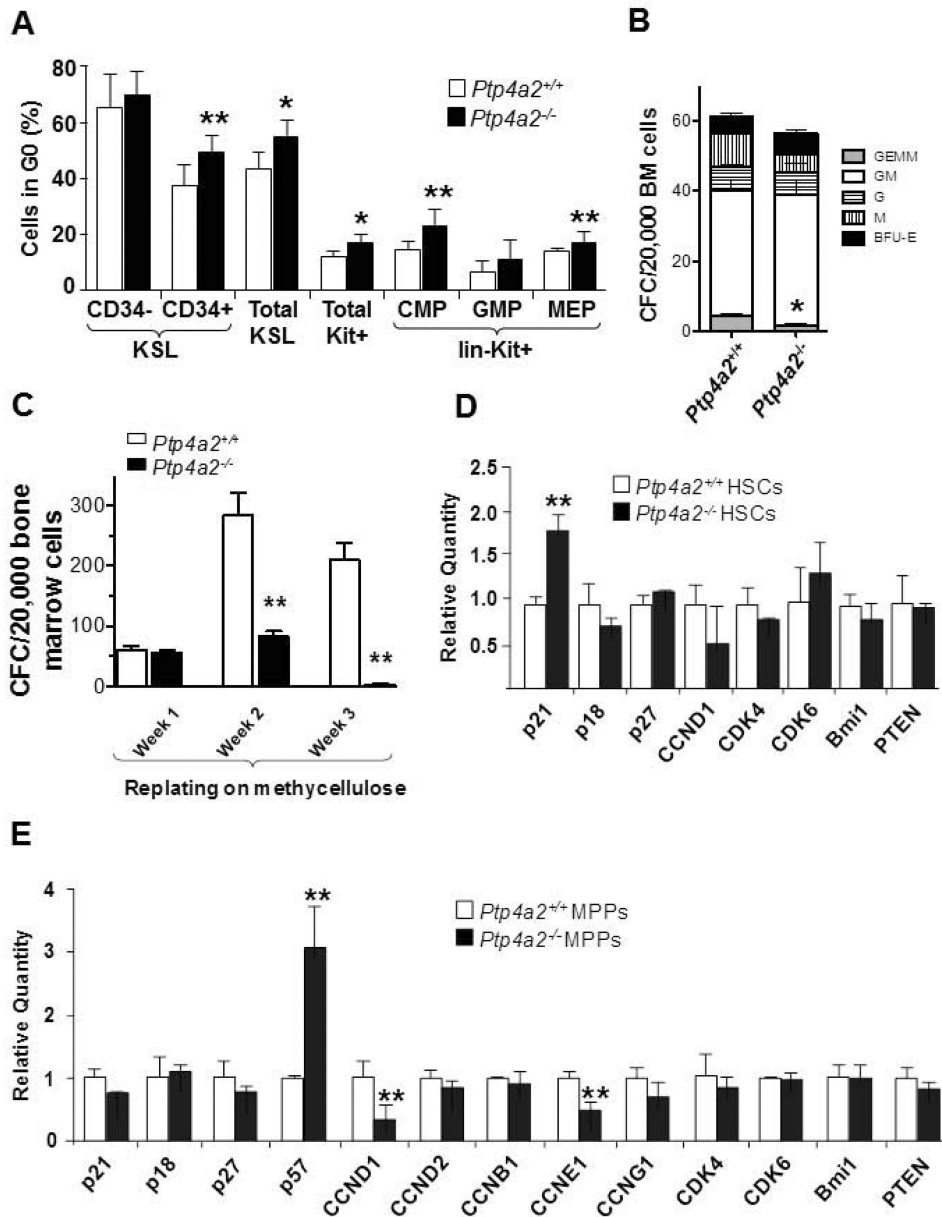 A
80
60
40
20
0
Cells in G0 (%)
Ptp4a2+/+
Ptp4a2-/-
** * * ** **
CD34- CD34+ Total Total CMP GMP MEP
KSL KSL Kit+ lin-Kit+
B
60
40
20
0
CFC/20,000 BM cells
GEMM
GM
G
M
BFU-E
*
Ptp4a2+/+ Ptp4a2-/-
C
Ptp4a2+/+
Ptp4a2-/-
300
200
100
0
CFC/20,000 bone
marrow cells
** **
Week 1 Week 2 Week 3
Replating on methycellulose
D
2.5
2.0
1.5
1.0
0.5
Relative Quantity
Ptp4a2+/+ HSCs
Ptp4a2-/- HSCs
**
p21 p18 p27 CCND1 CDK4 CDK6 Bmi1 PTEN
E
4
3
2
1
0
Relative Quantity
Ptp4a2+/+ MPPs
Ptp4a2-/- MPPs
** ** **
p21 p18 p27 p57 CCND1 CCND2 CCNB1 CCNE1 CCNG1 CDK4 CDK6 Bmi1 PTEN